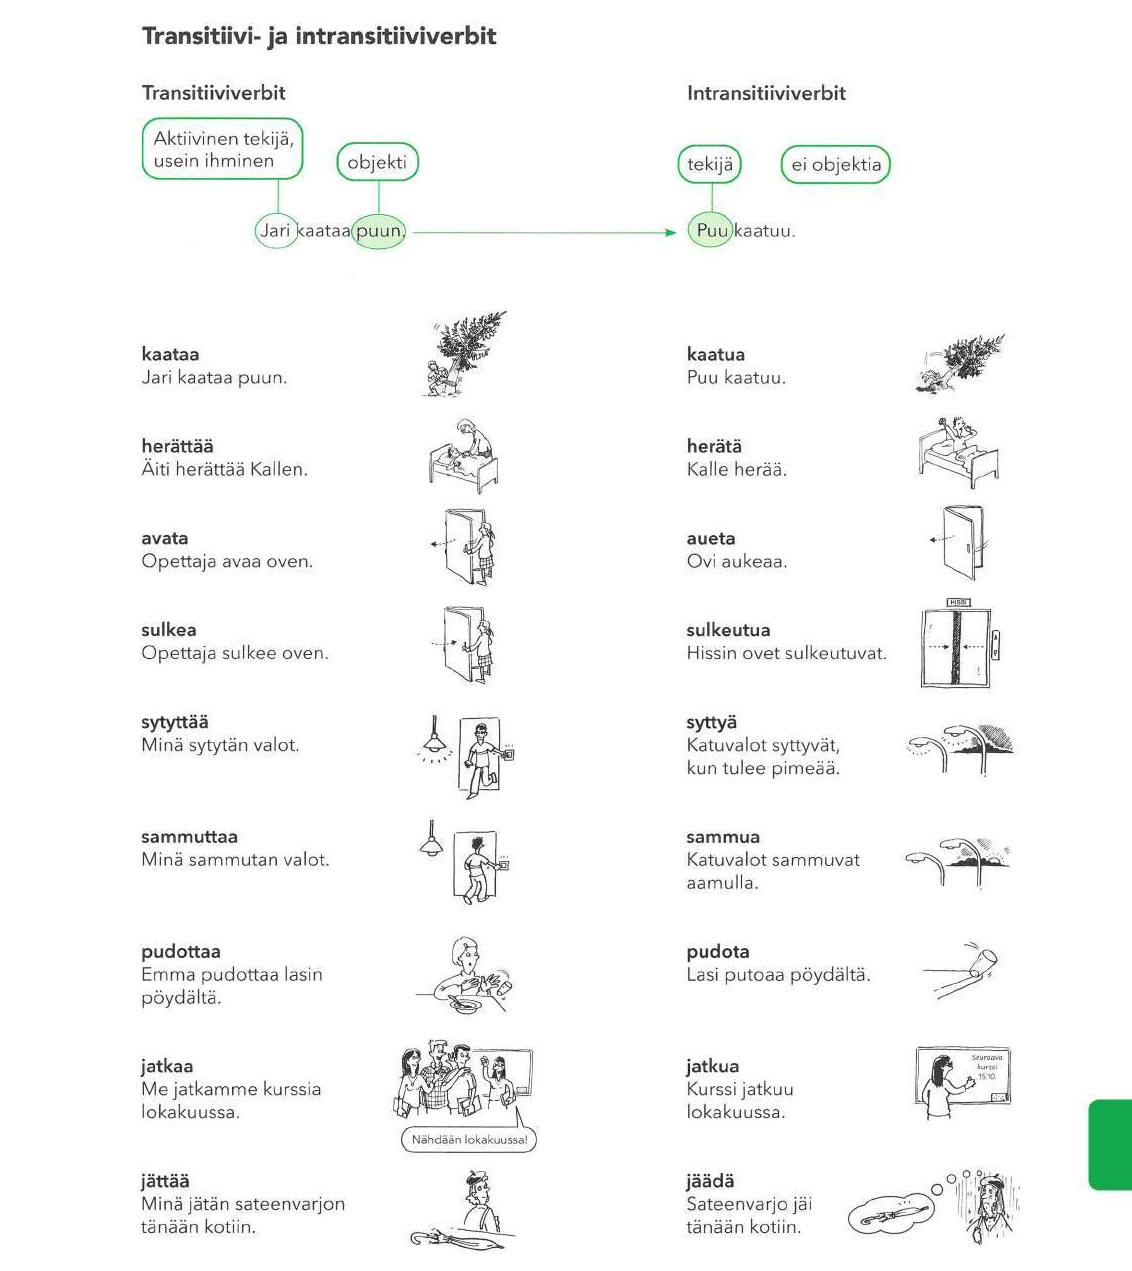 Transitiivi- ja intransitiiviverbit
Transitiiviverbit
Aktiivinen tekijä,
usein ihminen
objekti
Jari kaataa puun.
Intransitiiviverbit
tekijä
ei objektia
Puu kaatuu.
kaataa
Jari kaataa puun.
kaatua
Puu kaatuu.
herättää
Äiti herättää Kallen.
herätä
Kalle herää.
avata
Opettaja avaa oven.
aueta
Ovi aukeaa.
sulkea
Opettaja sulkee oven.
sulkeutua
Hissin ovet sulkeutuvat.
HISSI
sytyttää
Minä sytytän valot.
syttyä
Katuvalot syttyvät,
kun tulee pimeää.
sammuttaa
Minä sammutan valot.
sammua
Katuvalot sammuvat
aamulla.
pudottaa
Emma pudottaa lasin
pöydältä.
pudota
Lasi putoaa pöydältä.
jatkaa
Me jatkamme kurssia
lokakuussa.
Nähdään lokakuussa!
jatkua
Kurssi jatkuu
lokakuussa.
Seuraava
kurssi
15.10.
jättää
Minä jätän sateenvarjon
tänään kotiin.
jäädä
Sateenvarjo jäi
tänään kotiin.